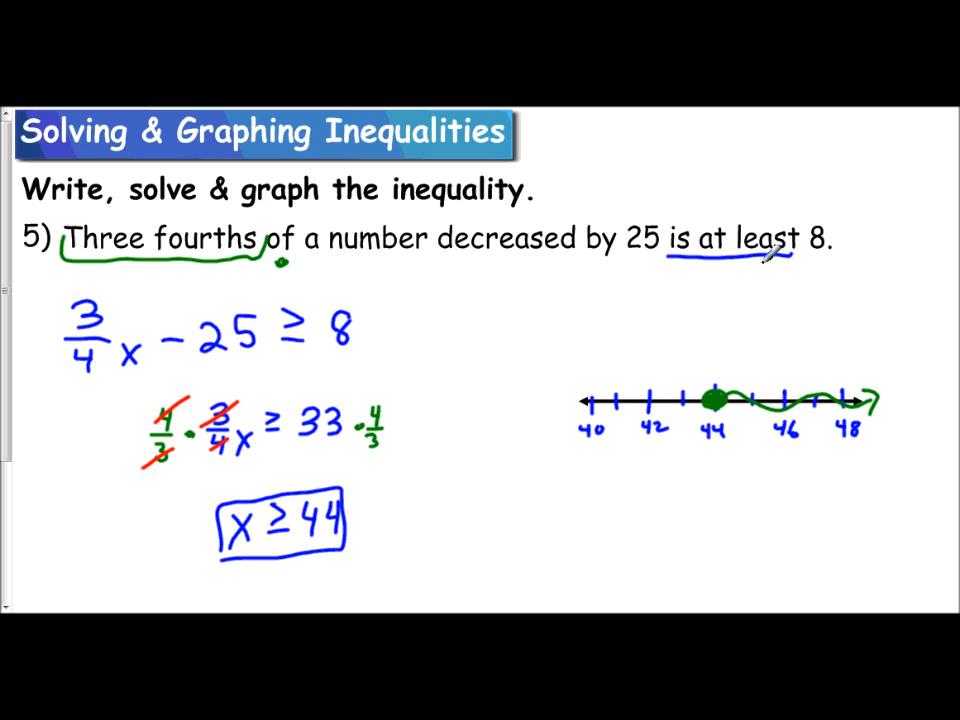 Solving & Graphing Inequalities
Write, solve & graph the inequality.
5) Three fourths of a number decreased by 25 is at least 8.
3/4 x - 25 ≥ 8
4/3 • 3/4 x ≥ 33 • 4/3
x ≥ 44
40 42 44 46 48